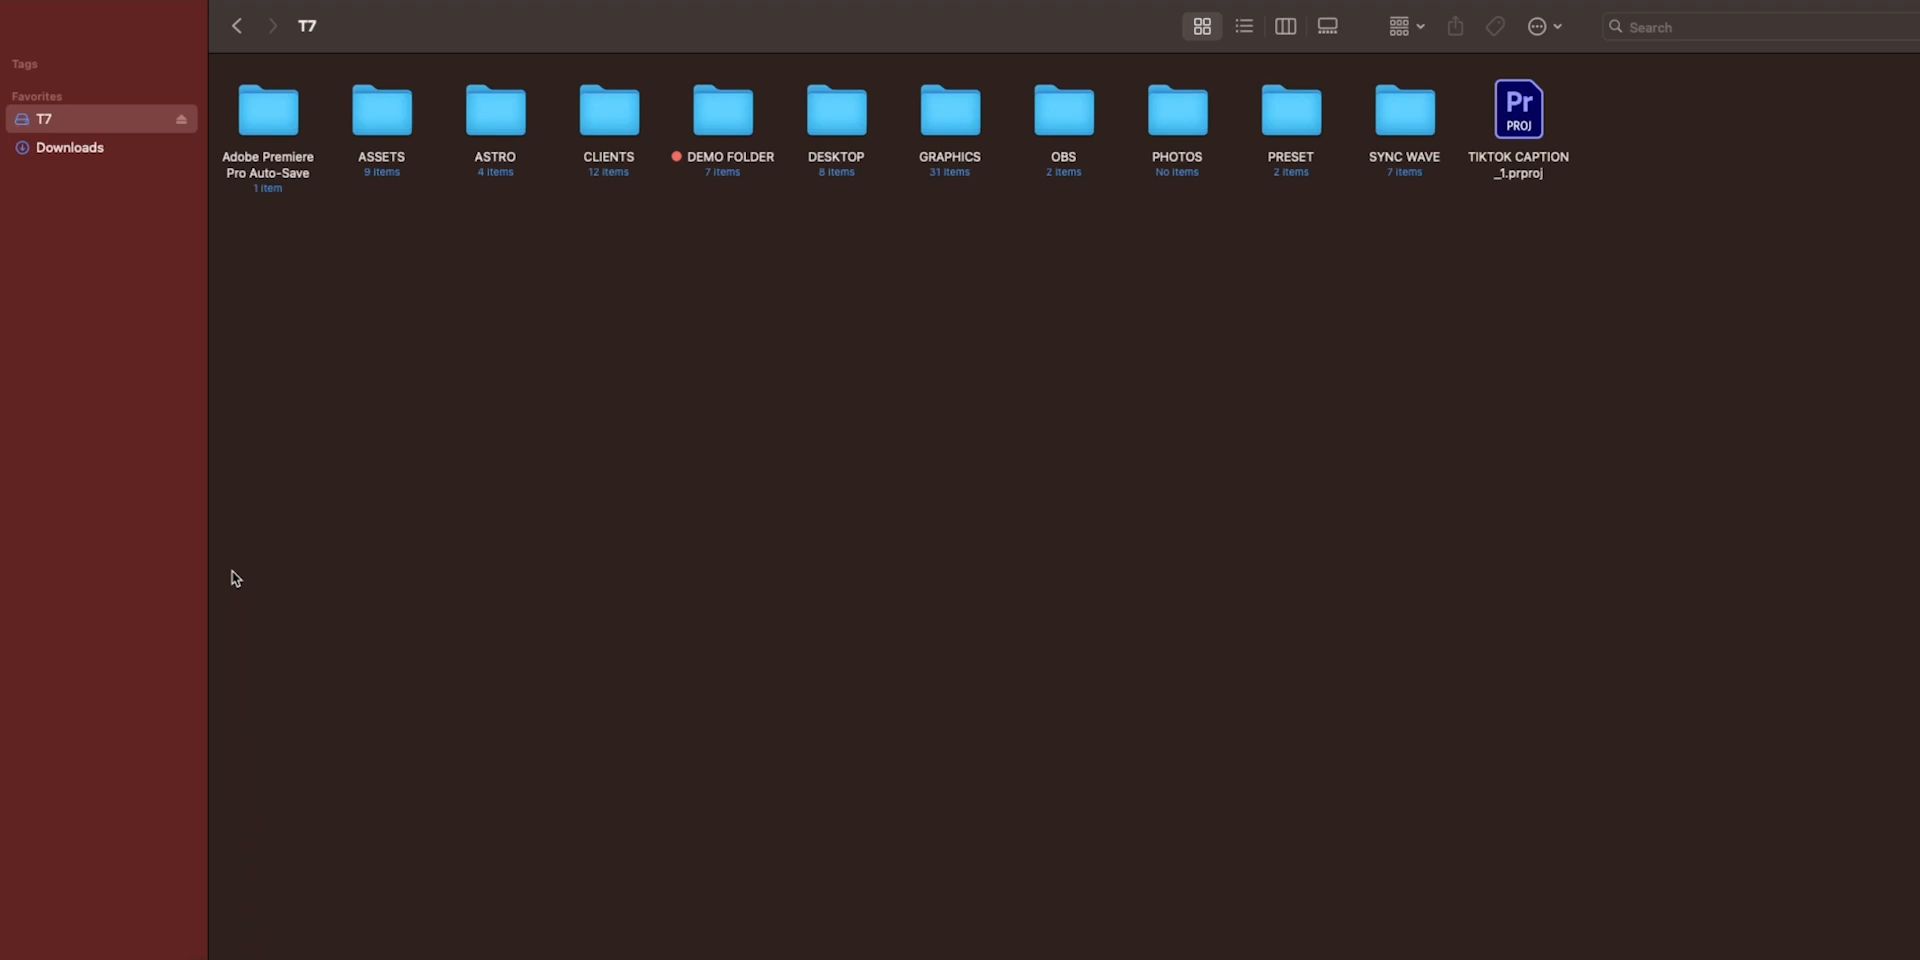 T7
Search
Tags
Favorites
T7
Downloads
Adobe Premiere
Pro Auto-Save
1 item
ASSETS
9 items
ASTRO
4 items
CLIENTS
12 items
DEMO FOLDER
7 items
DESKTOP
8 items
GRAPHICS
31 items
OBS
2 items
PHOTOS
No items
PRESET
2 items
SYNC WAVE
7 items
Pr
PROJ
TIKTOK CAPTION
_1.prproj